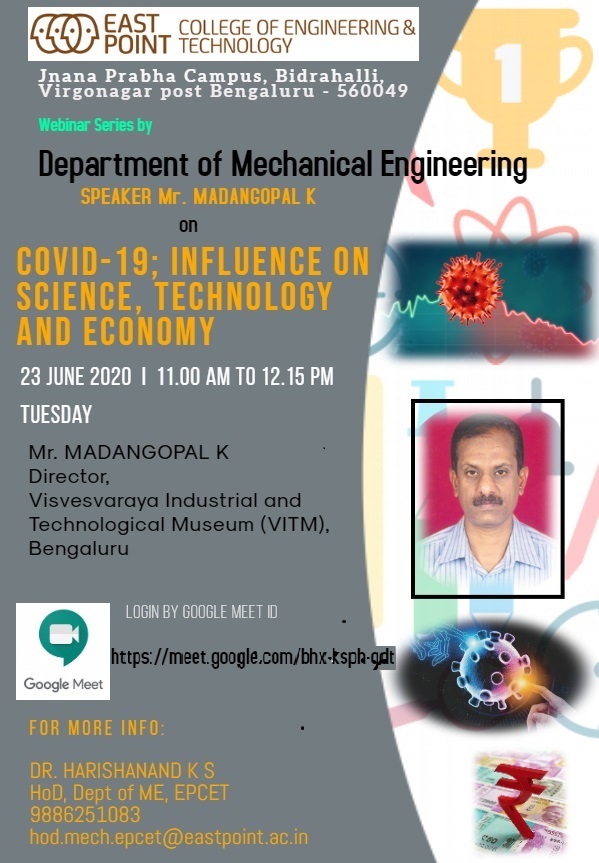 EAST POINT COLLEGE OF ENGINEERING & TECHNOLOGY
Jnana Prabha Campus, Bidrahalli,
Virgonagar post Bengaluru - 560049
Webinar Series by
Department of Mechanical Engineering
SPEAKER Mr. MADANGOPAL K
on
COVID-19; INFLUENCE ON
SCIENCE, TECHNOLOGY
AND ECONOMY
23 JUNE 2020 I 11.00 AM TO 12.15 PM
TUESDAY
Mr. MADANGOPAL K
Director,
Visvesvaraya Industrial and
Technological Museum (VITM),
Bengaluru
LOGIN BY GOOGLE MEET ID
https://meet.google.com/bhx-ksph-qdt
Google Meet
FOR MORE INFO:
DR. HARISHANAND K S
HoD, Dept of ME, EPCET
9886251083
hod.mech.epcet@eastpoint.ac.in
1
₹